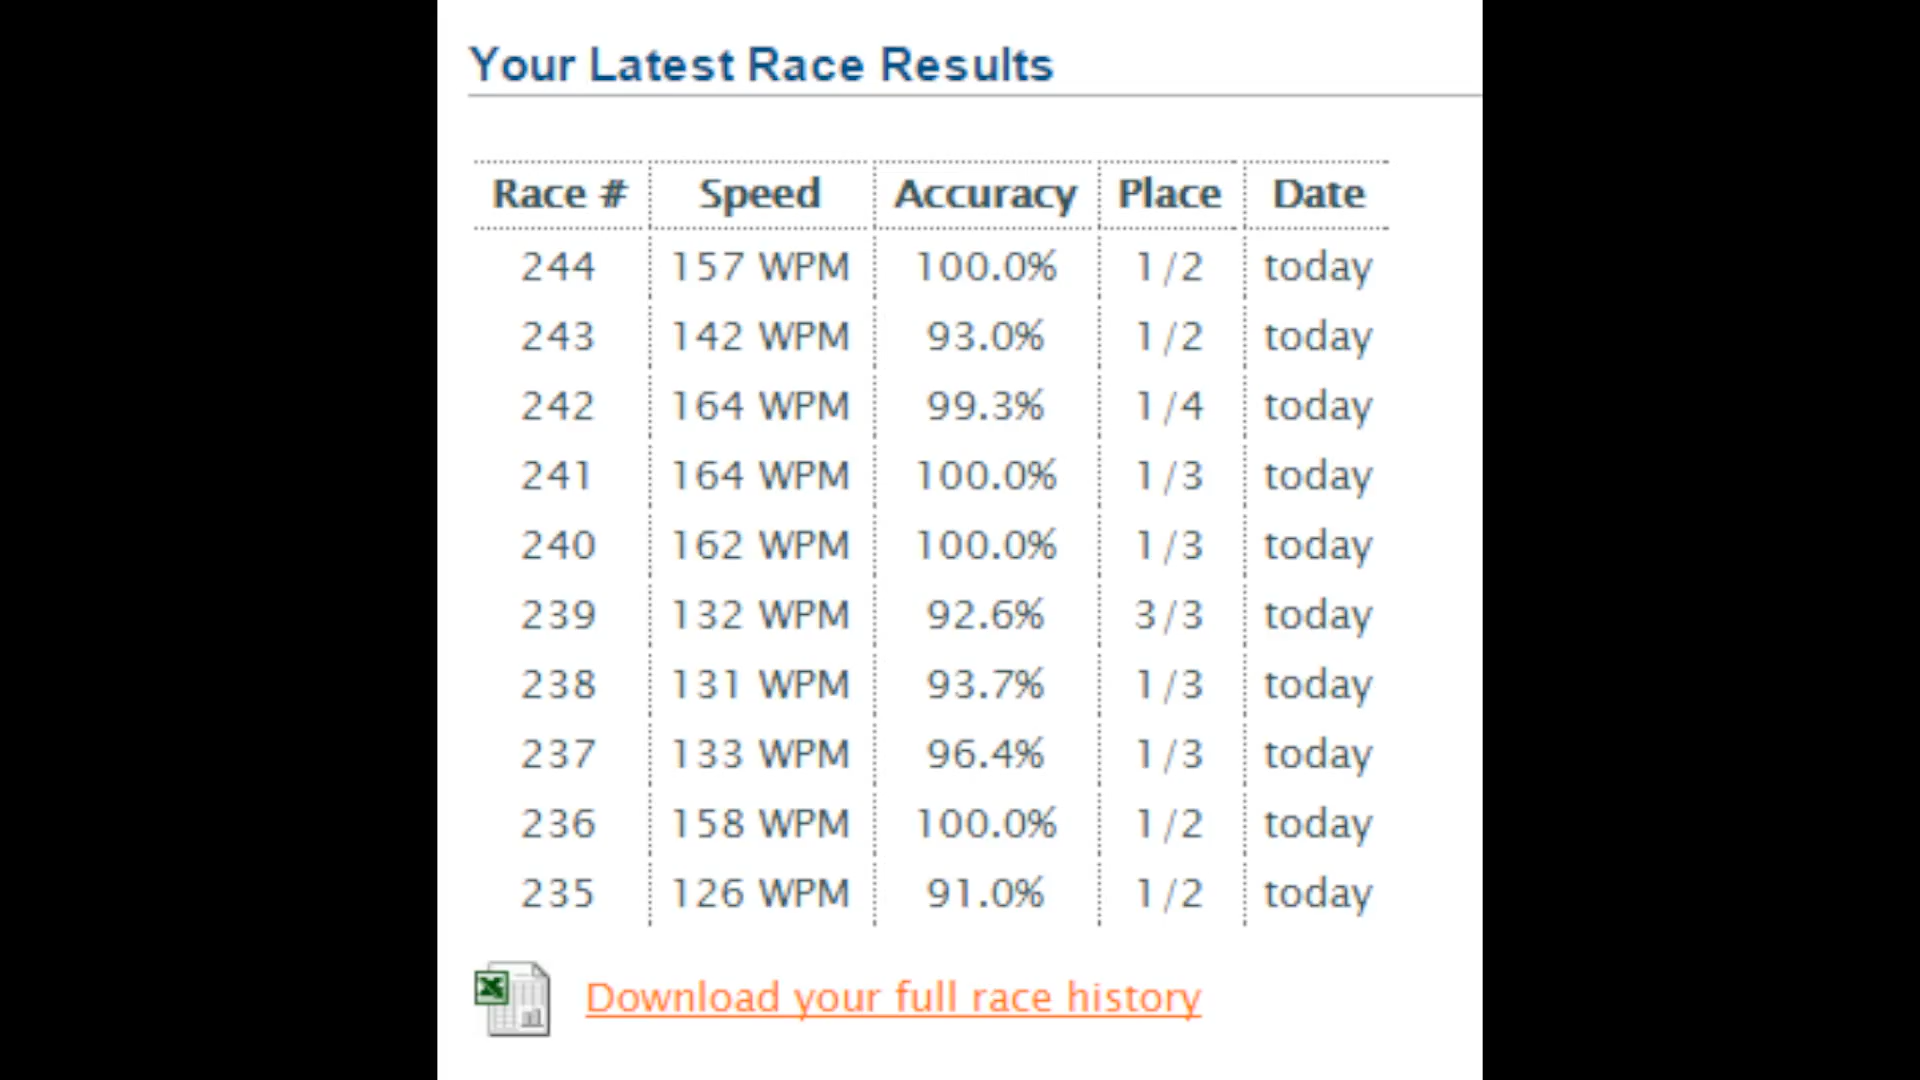 Your Latest Race Results
Race # Speed Accuracy Place Date
244 157 WPM 100.0% 1/2 today
243 142 WPM 93.0% 1/2 today
242 164 WPM 99.3% 1/4 today
241 164 WPM 100.0% 1/3 today
240 162 WPM 100.0% 1/3 today
239 132 WPM 92.6% 3/3 today
238 131 WPM 93.7% 1/3 today
237 133 WPM 96.4% 1/3 today
236 158 WPM 100.0% 1/2 today
235 126 WPM 91.0% 1/2 today
Download your full race history